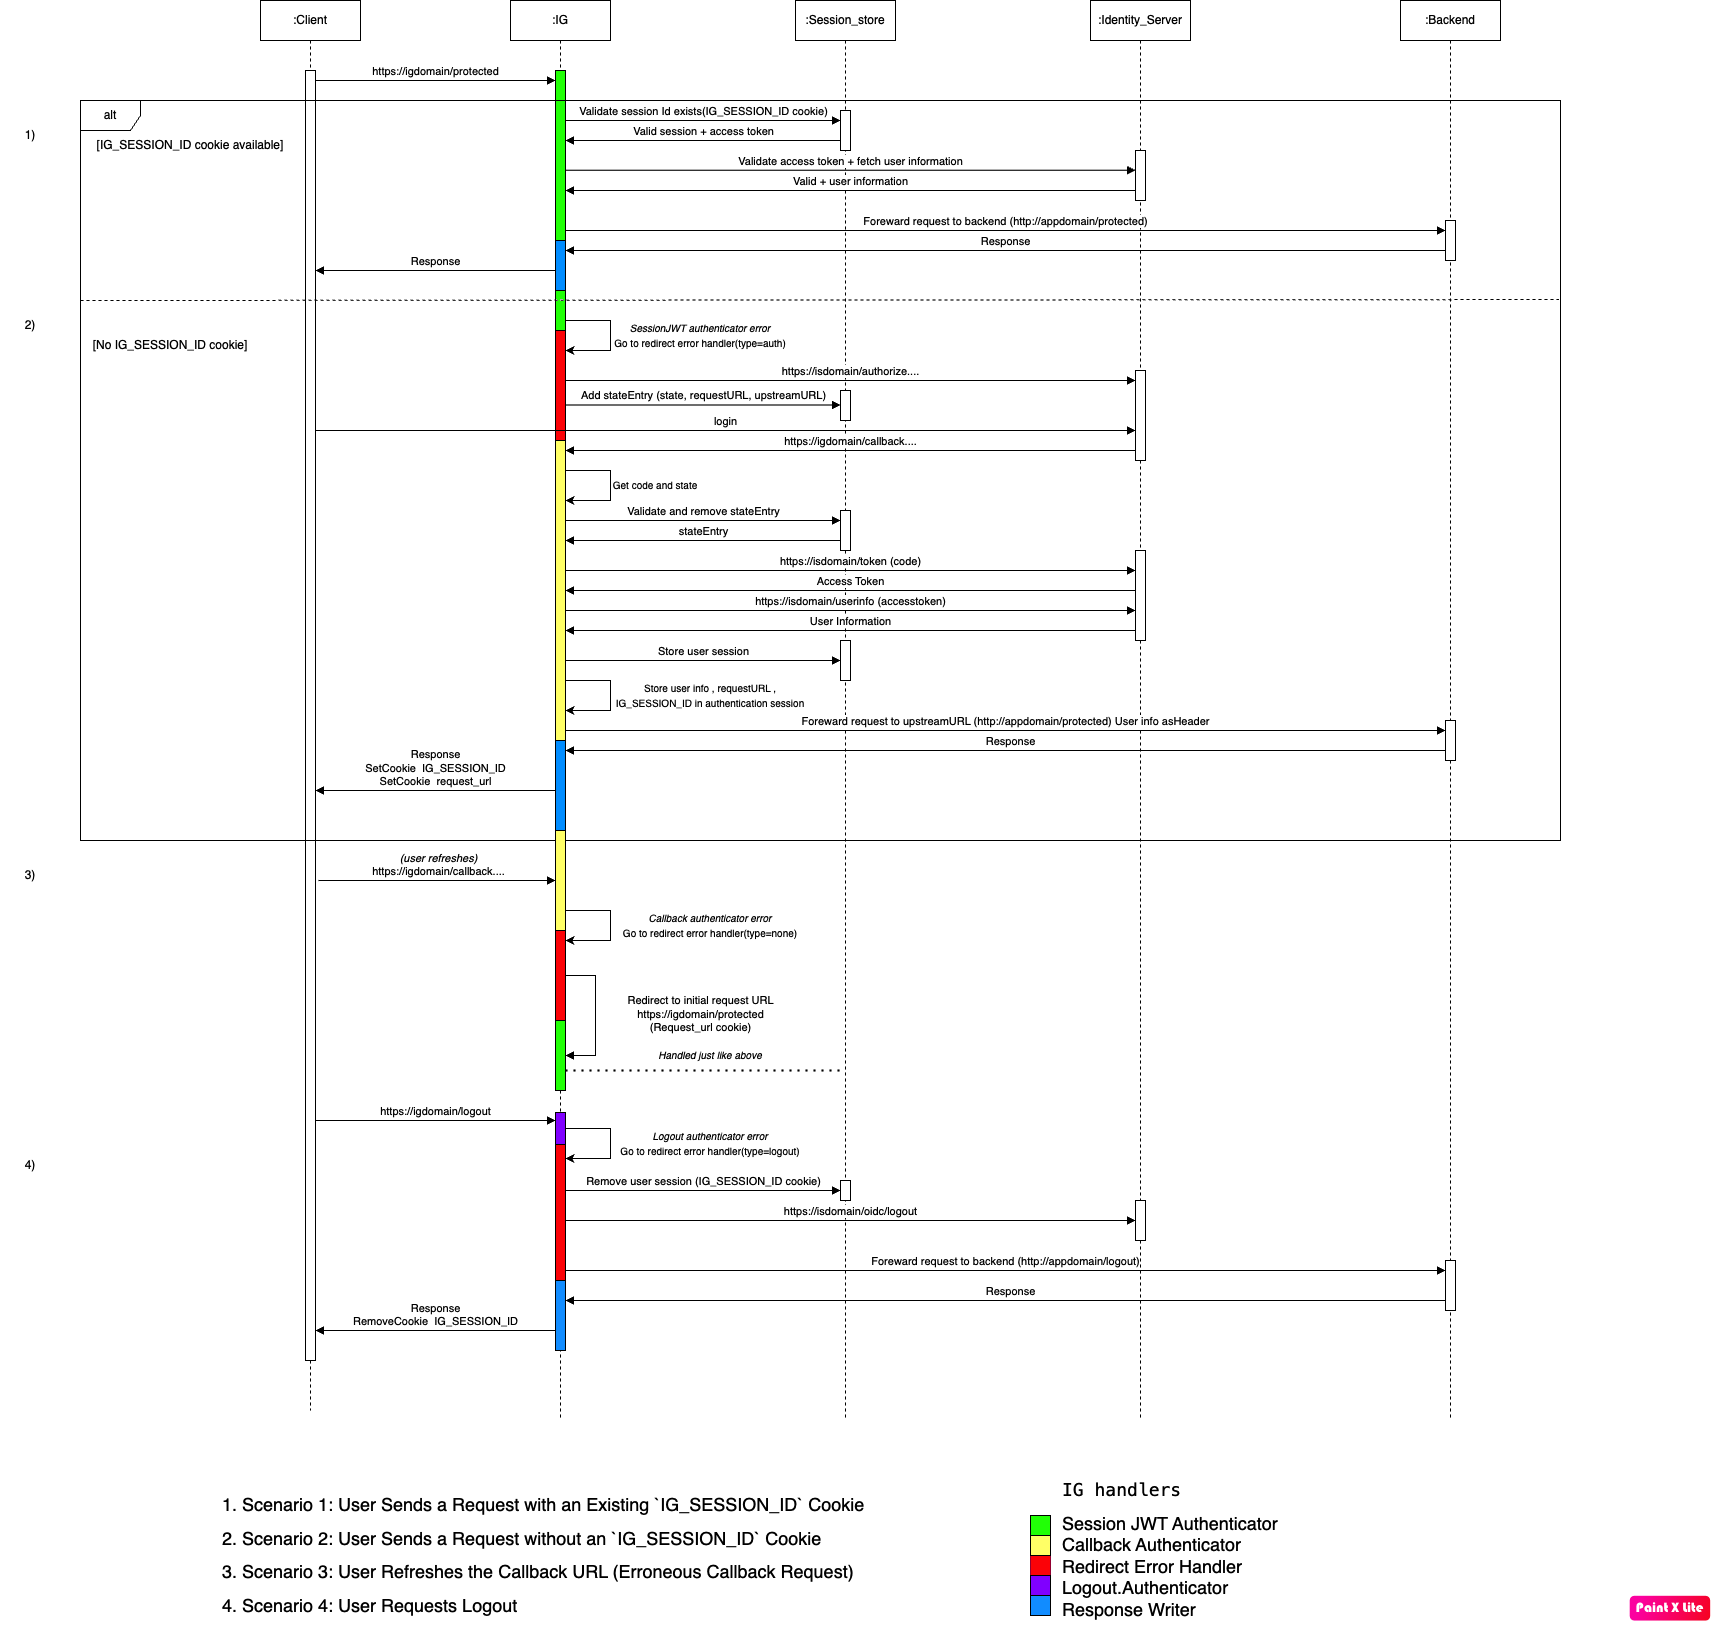 :Client
:IG
:Session_store
:Identity_Server
:Backend
https://igdomain/protected
alt
1)
[IG_SESSION_ID cookie available]
Validate session Id exists(IG_SESSION_ID cookie)
Valid session + access token
Validate access token + fetch user information
Valid + user information
Foreward request to backend (http://appdomain/protected)
Response
Response
2)
[No IG_SESSION_ID cookie]
SessionJWT authenticator error
Go to redirect error handler(type=auth)
https://isdomain/authorize....
Add stateEntry (state, requestURL, upstreamURL)
login
https://igdomain/callback....
Get code and state
Validate and remove stateEntry
stateEntry
https://isdomain/token (code)
Access Token
https://isdomain/userinfo (accesstoken)
User Information
Store user session
Store user info , requestURL ,
IG_SESSION_ID in authentication session
Foreward request to upstreamURL (http://appdomain/protected) User info asHeader
Response
Response
SetCookie  IG_SESSION_ID
SetCookie  request_url
3)
(user refreshes)
https://igdomain/callback....
Callback authenticator error
Go to redirect error handler(type=none)
Redirect to initial request URL
https://igdomain/protected
(Request_url cookie)
Handled just like above
https://igdomain/logout
4)
Logout authenticator error
Go to redirect error handler(type=logout)
Remove user session (IG_SESSION_ID cookie)
https://isdomain/oidc/logout
Foreward request to backend (http://appdomain/logout)
Response
Response
RemoveCookie  IG_SESSION_ID
1. Scenario 1: User Sends a Request with an Existing `IG_SESSION_ID` Cookie
2. Scenario 2: User Sends a Request without an `IG_SESSION_ID` Cookie
3. Scenario 3: User Refreshes the Callback URL (Erroneous Callback Request)
4. Scenario 4: User Requests Logout
IG handlers
Session JWT Authenticator
Callback Authenticator
Redirect Error Handler
Logout.Authenticator
Response Writer
Paint X Lite